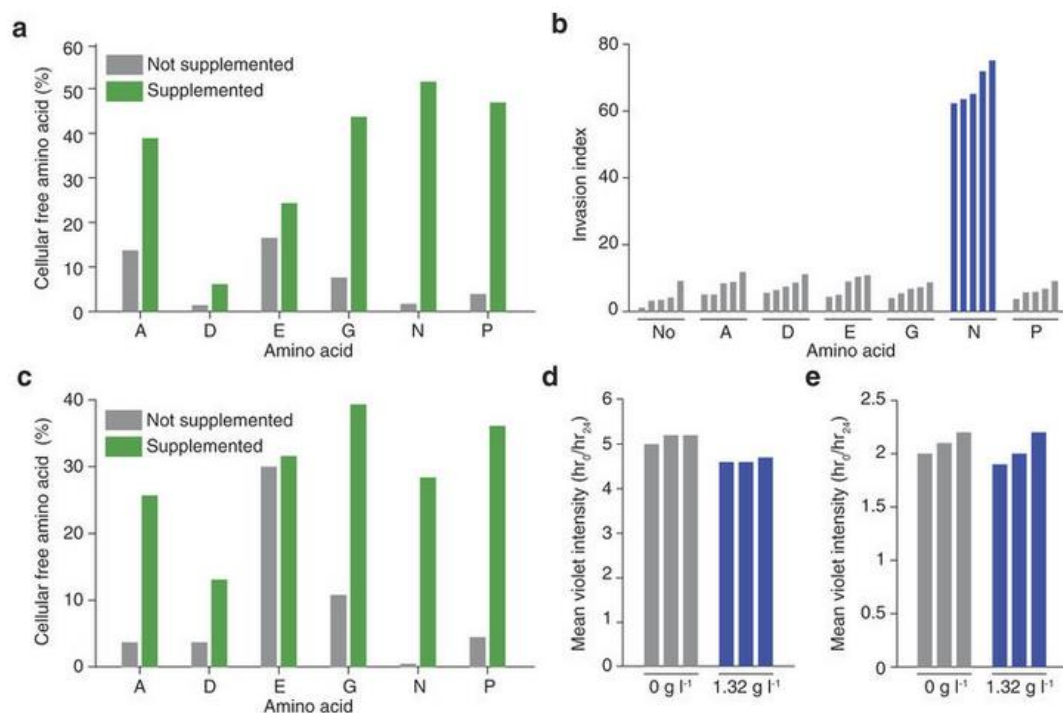 a
60
50
40
30
20
10
0
Cellular free amino acid (%)
Not supplemented
Supplemented
A D E G N P
Amino acid
b
80
60
40
20
0
Invasion index
No A D E G N P
Amino acid
c
40
30
20
10
0
Cellular free amino acid (%)
Not supplemented
Supplemented
A D E G N P
Amino acid
d
6
5
4
3
2
1
0
Mean violet intensity (hr₀/hr₂₄)
0 g l⁻¹ 1.32 g l⁻¹
e
2.5
2
1.5
1
0.5
0
Mean violet intensity (hr₀/hr₂₄)
0 g l⁻¹ 1.32 g l⁻¹